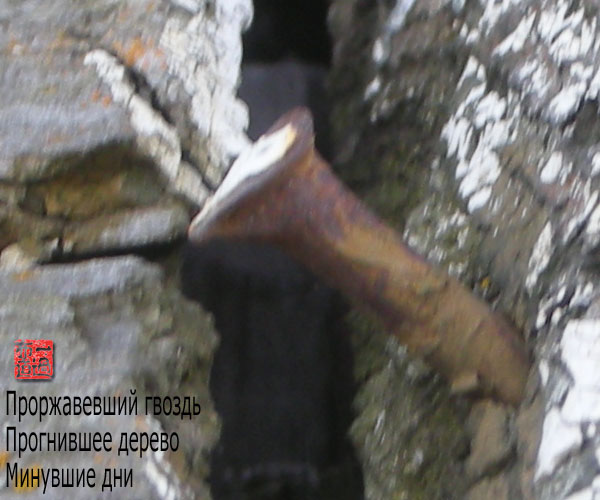 Проржавевший гвоздь
Прогнившее дерево
Минувшие дни